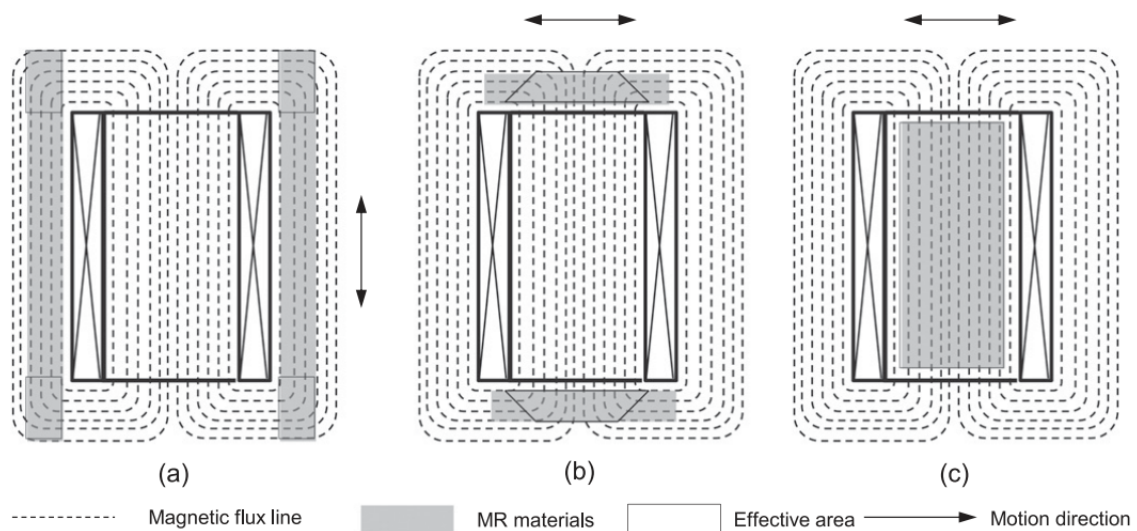 (a)
(b)
(c)
Magnetic flux line
MR materials
Effective area
Motion direction